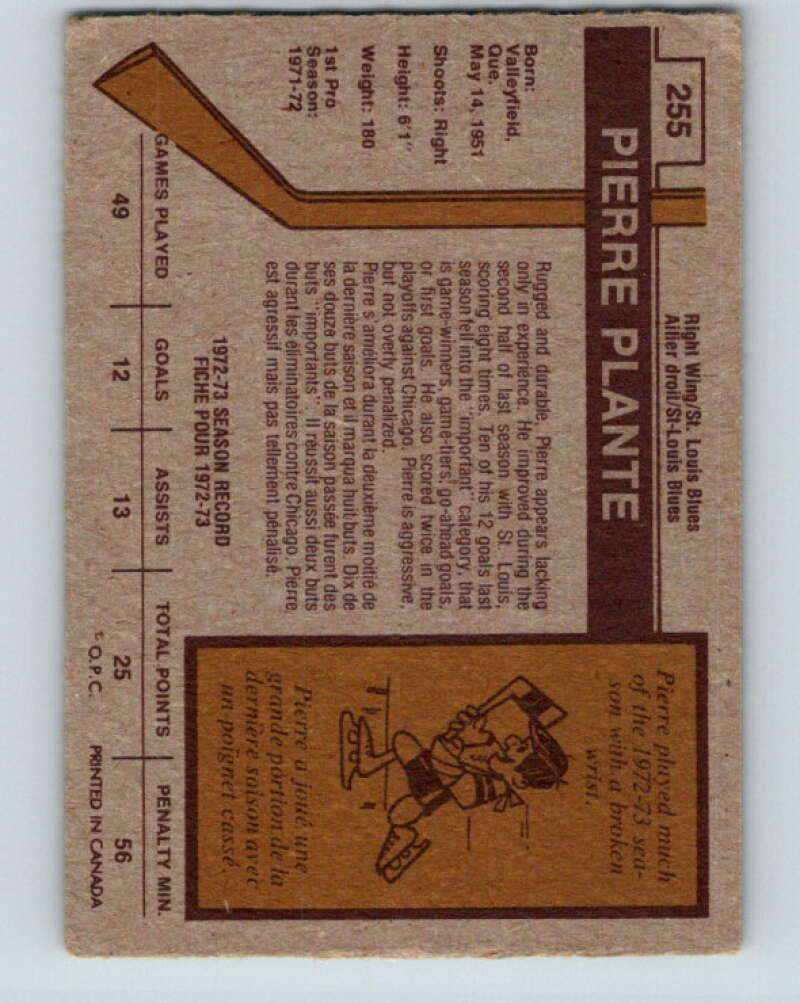 255
Right Wing/St. Louis Blues
Ailier droit/St-Louis Blues
PIERRE PLANTE
Born:
Valleyfield,
Que,
May 14, 1951
Shoots: Right
Height: 6'1"
Weight: 180
1st Pro
Season:
1971-72
Rugged and durable, Pierre appears lacking
only in experience. He improved during the
second half of last season with St. Louis,
scoring eight times. Ten of his 12 goals last
season fell into the "important" category, that
is game-winners, game-tiers, go-ahead goals,
or first goals. He also scored twice in the
playoffs against Chicago. Pierre is aggressive,
but not overly penalized.
Pierre s'améliora durant la deuxième moitié de
la dernière saison et il marqua huit buts. Dix de
ses douze buts de la saison passée furent des
buts "importants". Il réussit aussi deux buts
durant les éliminatoires contre Chicago. Pierre
est agressif mais pas tellement pénalisé.
Pierre played much
of the 1972-73 sea-
son with a broken
wrist.
Pierre a joué une
grande portion de la
dernière saison avec
un poignet cassé.
1972-73 SEASON RECORD
FICHE POUR 1972-73
GAMES PLAYED GOALS ASSISTS TOTAL POINTS PENALTY MIN.
49 12 13 25 56
© O.P.C. PRINTED IN CANADA